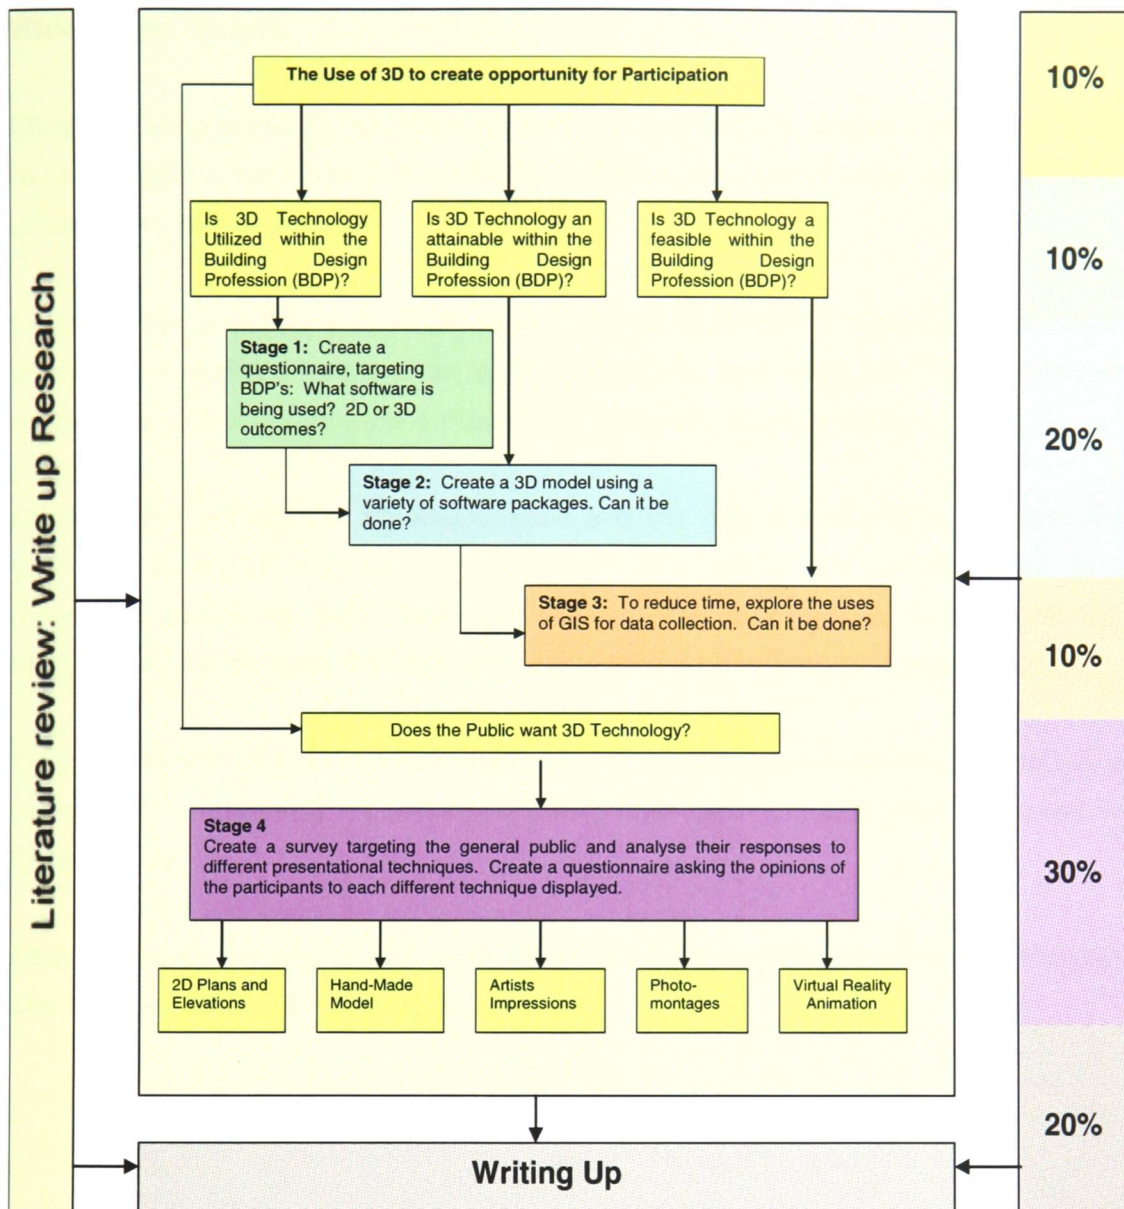 Literature review: Write up Research
The Use of 3D to create opportunity for Participation
Is 3D Technology
Utilized within the
Building Design
Profession (BDP)?
Is 3D Technology an
attainable within the
Building Design
Profession (BDP)?
Is 3D Technology a
feasible within the
Building Design
Profession (BDP)?
Stage 1: Create a
questionnaire, targeting
BDP's: What software is
being used? 2D or 3D
outcomes?
Stage 2: Create a 3D model using a
variety of software packages. Can it be
done?
Stage 3: To reduce time, explore the uses
of GIS for data collection. Can it be done?
Does the Public want 3D Technology?
Stage 4
Create a survey targeting the general public and analyse their responses to
different presentational techniques. Create a questionnaire asking the opinions of
the participants to each different technique displayed.
2D Plans and
Elevations
Hand-Made
Model
Artists
Impressions
Photo-
montages
Virtual Reality
Animation
Writing Up
10%
10%
20%
10%
30%
20%